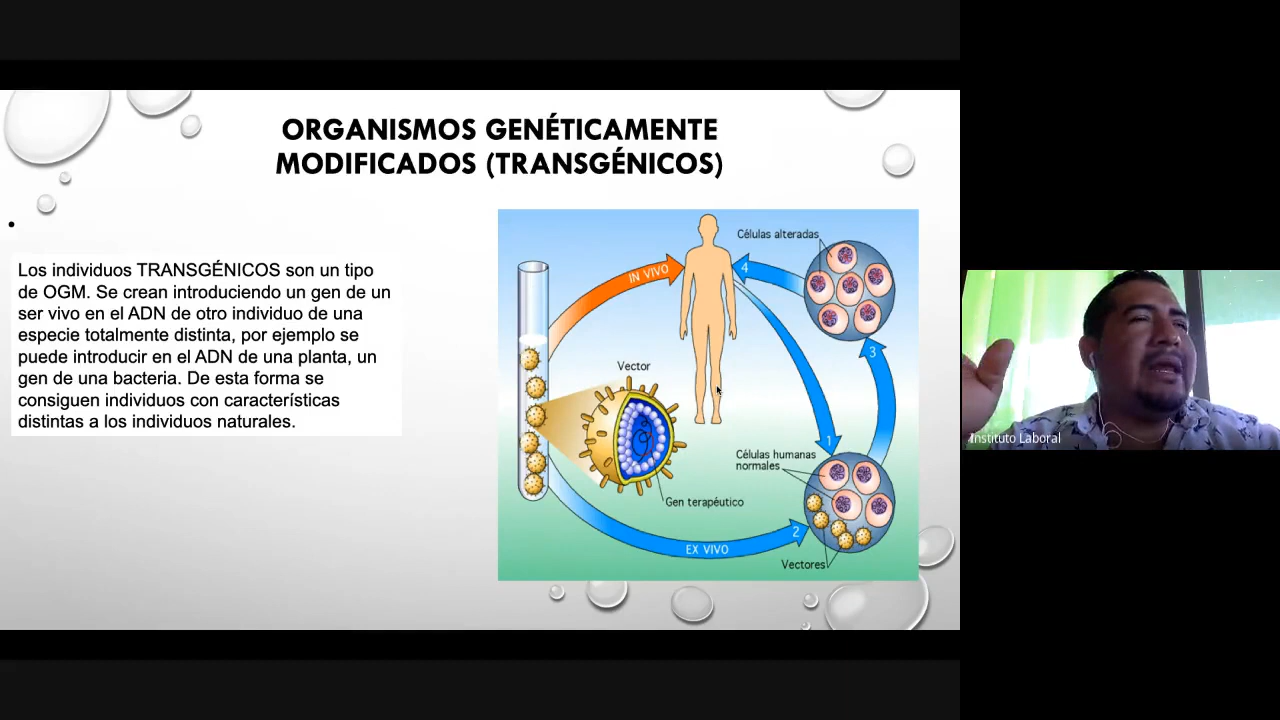 ORGANISMOS GENÉTICAMENTE
MODIFICADOS (TRANSGÉNICOS)
•
Los individuos TRANSGÉNICOS son un tipo
de OGM. Se crean introduciendo un gen de un
ser vivo en el ADN de otro individuo de una
especie totalmente distinta, por ejemplo se
puede introducir en el ADN de una planta, un
gen de una bacteria. De esta forma se
consiguen individuos con características
distintas a los individuos naturales.
Células alteradas
IN VIVO
4
Vector
3
1
Células humanas
normales
Gen terapéutico
2
EX VIVO
Vectores
Instituto Laboral